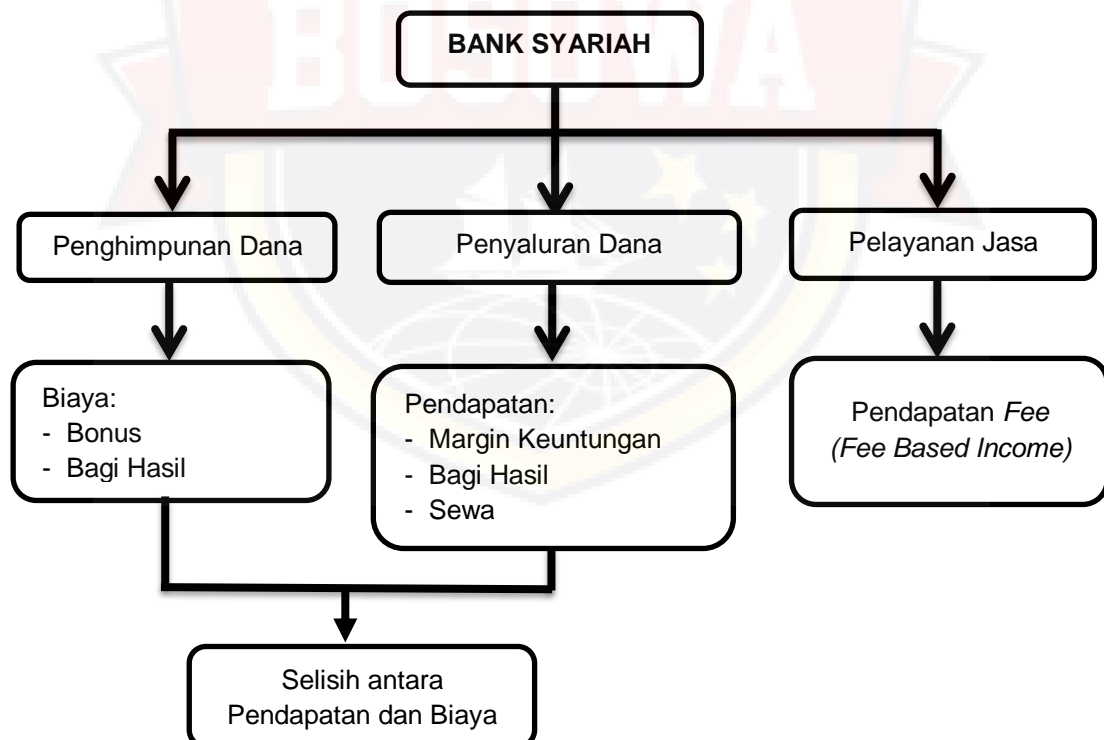 BOSOWA
BANK SYARIAH
Penghimpunan Dana
Penyaluran Dana
Pelayanan Jasa
Biaya:
- Bonus
- Bagi Hasil
Pendapatan:
- Margin Keuntungan
- Bagi Hasil
- Sewa
Pendapatan Fee
(Fee Based Income)
Selisih antara
Pendapatan dan Biaya